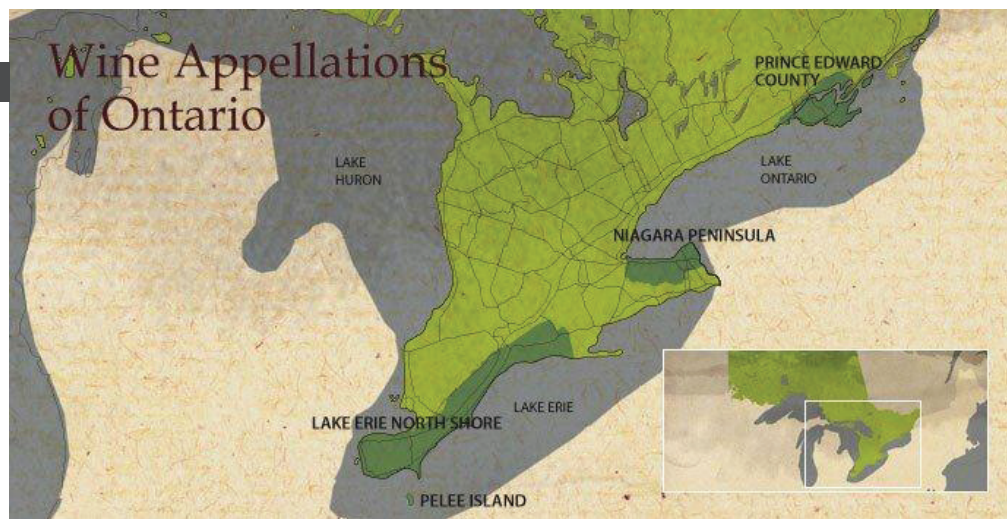 Wine Appellations
of Ontario
PRINCE EDWARD
COUNTY
LAKE
HURON
LAKE
ONTARIO
NIAGARA PENINSULA
LAKE ERIE
LAKE ERIE NORTH SHORE
PELEE ISLAND